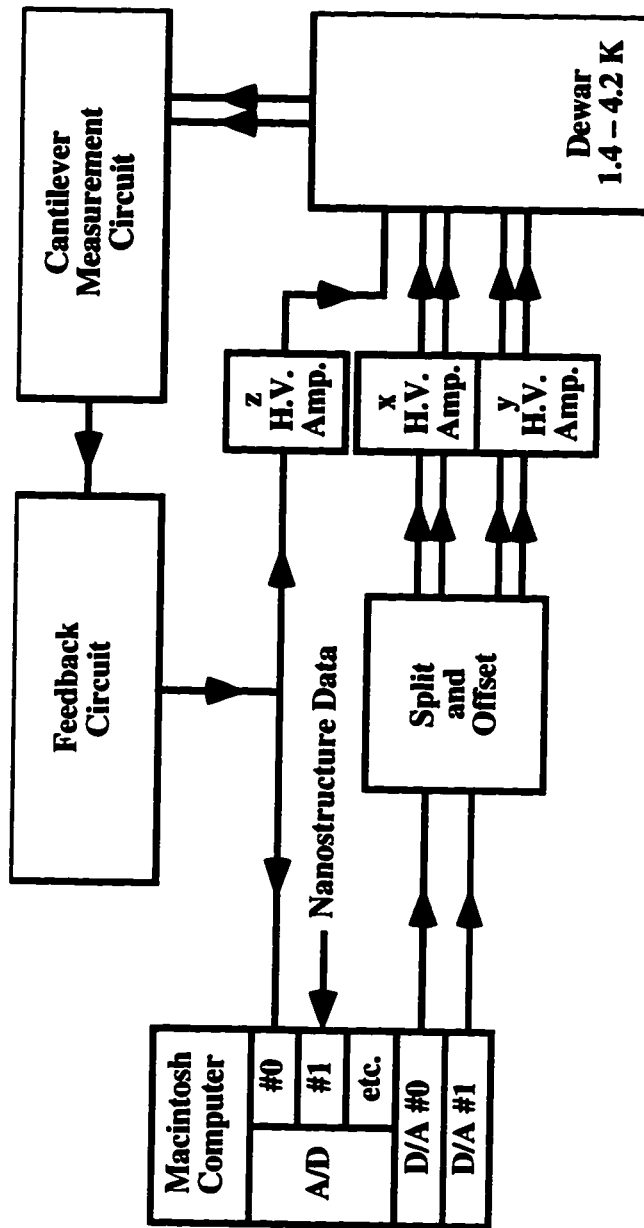 Feedback
Circuit
Cantilever
Measurement
Circuit
Macintosh
Computer
A/D
#0
#1
etc.
D/A #0
D/A #1
Nanostructure Data
Split
and
Offset
z
H.V.
Amp.
x
H.V.
Amp.
y
H.V.
Amp.
Dewar
1.4 – 4.2 K